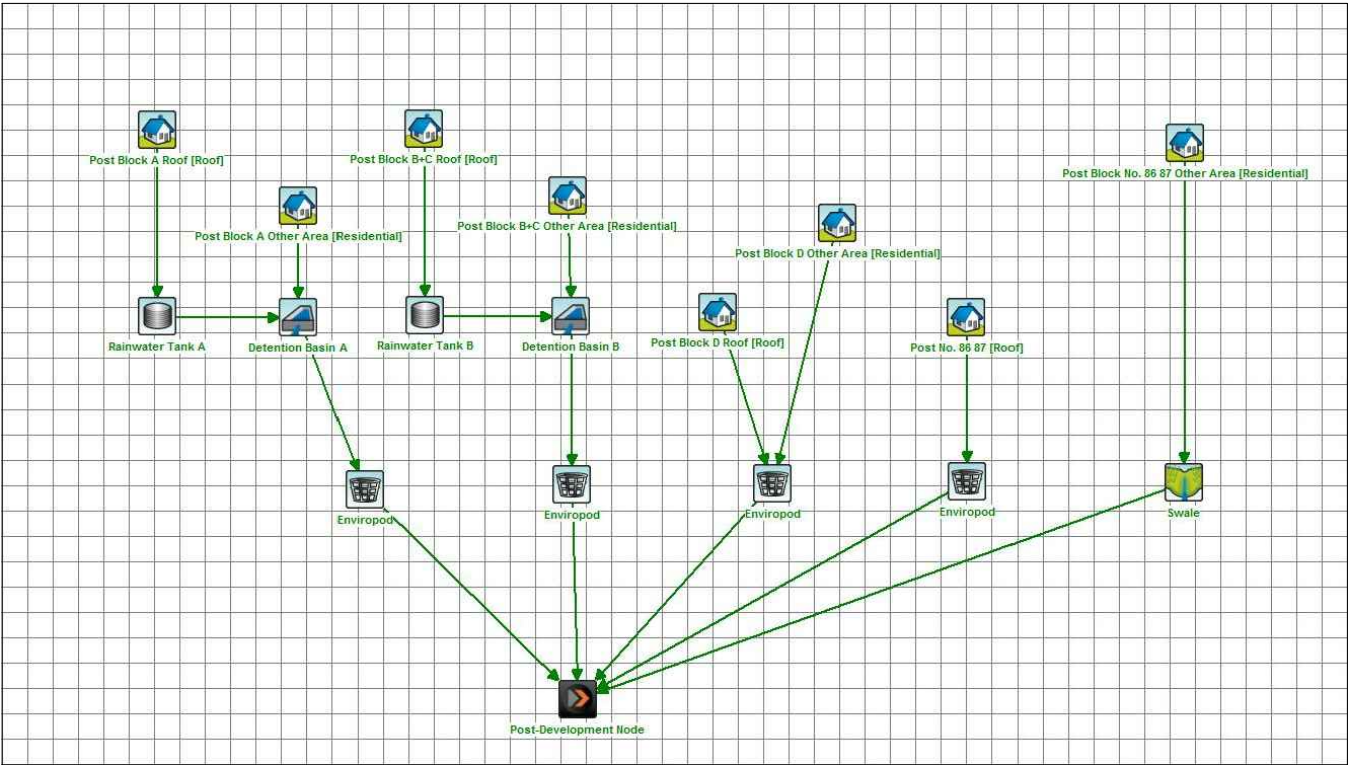 Post Block A Roof [Roof]
Post Block B+C Roof [Roof]
Post Block No. 86 87 Other Area [Residential]
Post Block A Other Area [Residential]
Post Block B+C Other Area [Residential]
Post Block D Other Area [Residential]
Rainwater Tank A
Detention Basin A
Rainwater Tank B
Detention Basin B
Post Block D Roof [Roof]
Post No. 86 87 [Roof]
Enviropod
Enviropod
Enviropod
Enviropod
Swale
Post-Development Node